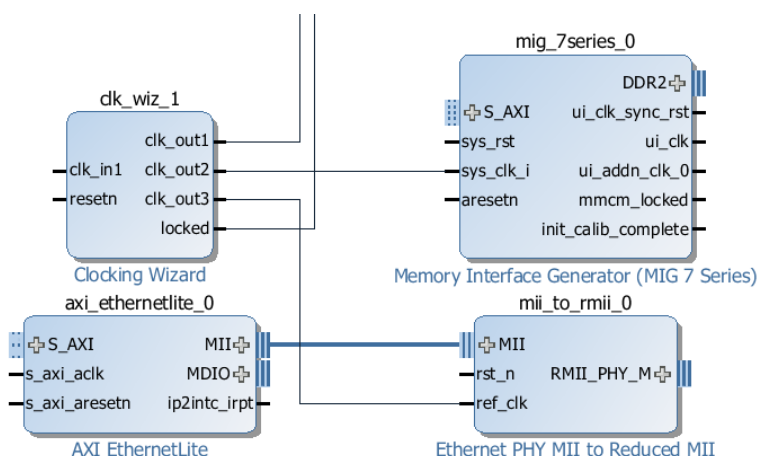 clk_wiz_1
clk_in1
resetn
clk_out1
clk_out2
clk_out3
locked
Clocking Wizard
mig_7series_0
S_AXI
sys_rst
sys_clk_i
aresetn
DDR2
ui_clk_sync_rst
ui_clk
ui_addn_clk_0
mmcm_locked
init_calib_complete
Memory Interface Generator (MIG 7 Series)
axi_ethernetlite_0
S_AXI
s_axi_aclk
s_axi_aresetn
MII
MDIO
ip2intc_irpt
AXI EthernetLite
mii_to_rmii_0
MII
rst_n
ref_clk
RMII_PHY_M
Ethernet PHY MII to Reduced MII